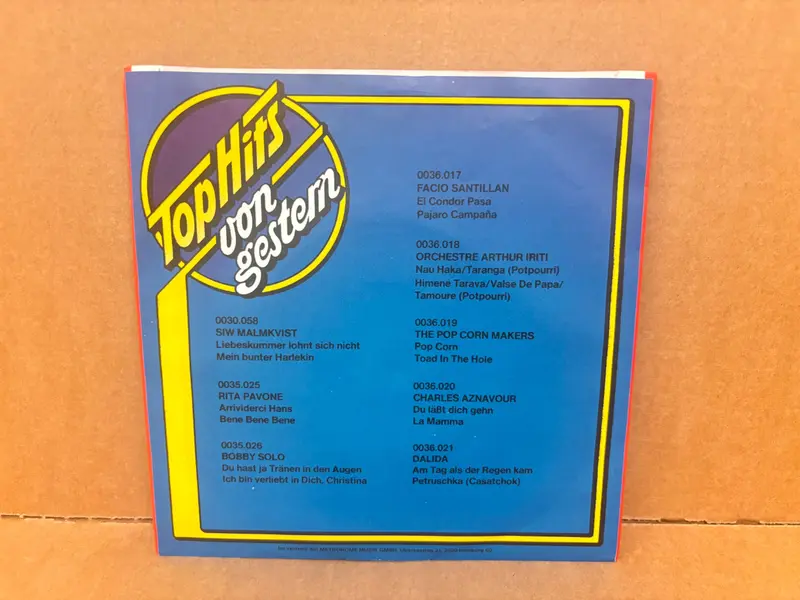 Top Hits
von
gestern
0030.058
SIW MALMKVIST
Liebeskummer lohnt sich nicht
Mein bunter Harlekin
0035.025
RITA PAVONE
Arrividerci Hans
Bene Bene Bene
0035.026
BOBBY SOLO
Du hast ja Tränen in den Augen
Ich bin verliebt in Dich, Christina
0036.017
FACIO SANTILLAN
El Condor Pasa
Pajaro Campaña
0036.018
ORCHESTRE ARTHUR IRITI
Nau Haka/Taranga (Potpourri)
Himene Tarava/Valse De Papa/
Tamoure (Potpourri)
0036.019
THE POP CORN MAKERS
Pop Corn
Toad In The Hole
0036.020
CHARLES AZNAVOUR
Du läßt dich gehn
La Mamma
0036.021
DALIDA
Am Tag als der Regen kam
Petruschka (Casatchok)